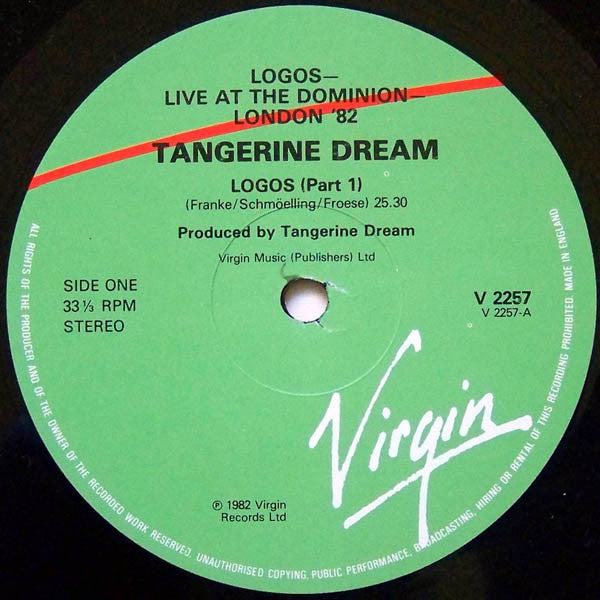 LOGOS—
LIVE AT THE DOMINION—
LONDON '82
TANGERINE DREAM
LOGOS (Part 1)
(Franke/Schmöelling/Froese) 25.30
Produced by Tangerine Dream
Virgin Music (Publishers) Ltd
SIDE ONE
33⅓ RPM
STEREO
V 2257
V 2257-A
Virgin
℗ 1982 Virgin
Records Ltd
ALL RIGHTS OF THE PRODUCER AND OF THE OWNER OF THE RECORDED WORK RESERVED. UNAUTHORISED COPYING, PUBLIC PERFORMANCE, BROADCASTING, HIRING OR RENTAL OF THIS RECORDING PROHIBITED. MADE IN ENGLAND